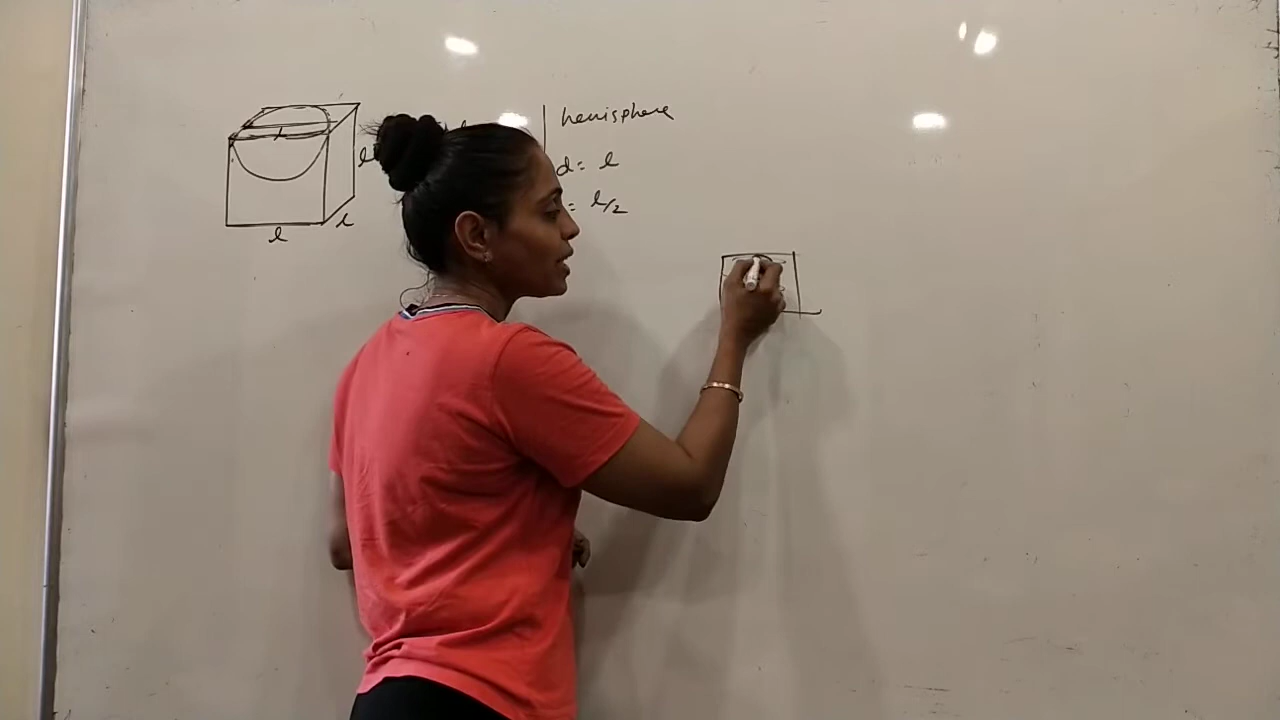 l
l
l
l
hemisphere
d = l
= l/2